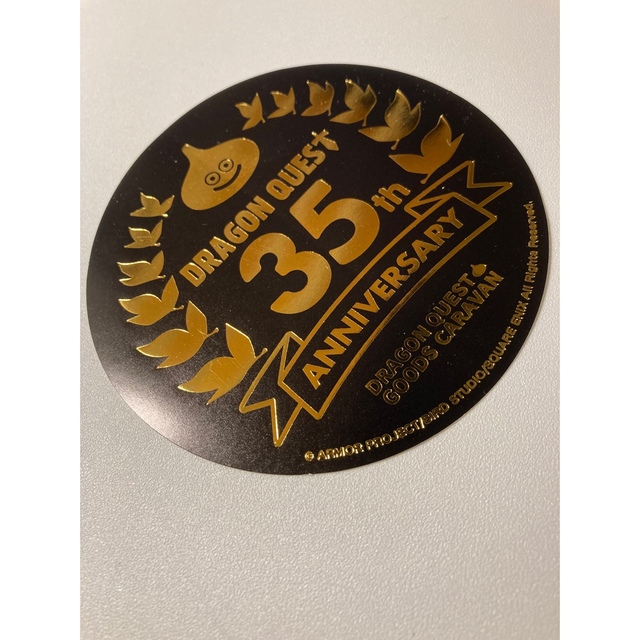 DRAGON QUEST
35th
ANNIVERSARY
DRAGON QUEST
GOODS CARAVAN
© ARMOR PROJECT/BIRD STUDIO/SQUARE ENIX All Rights Reserved.